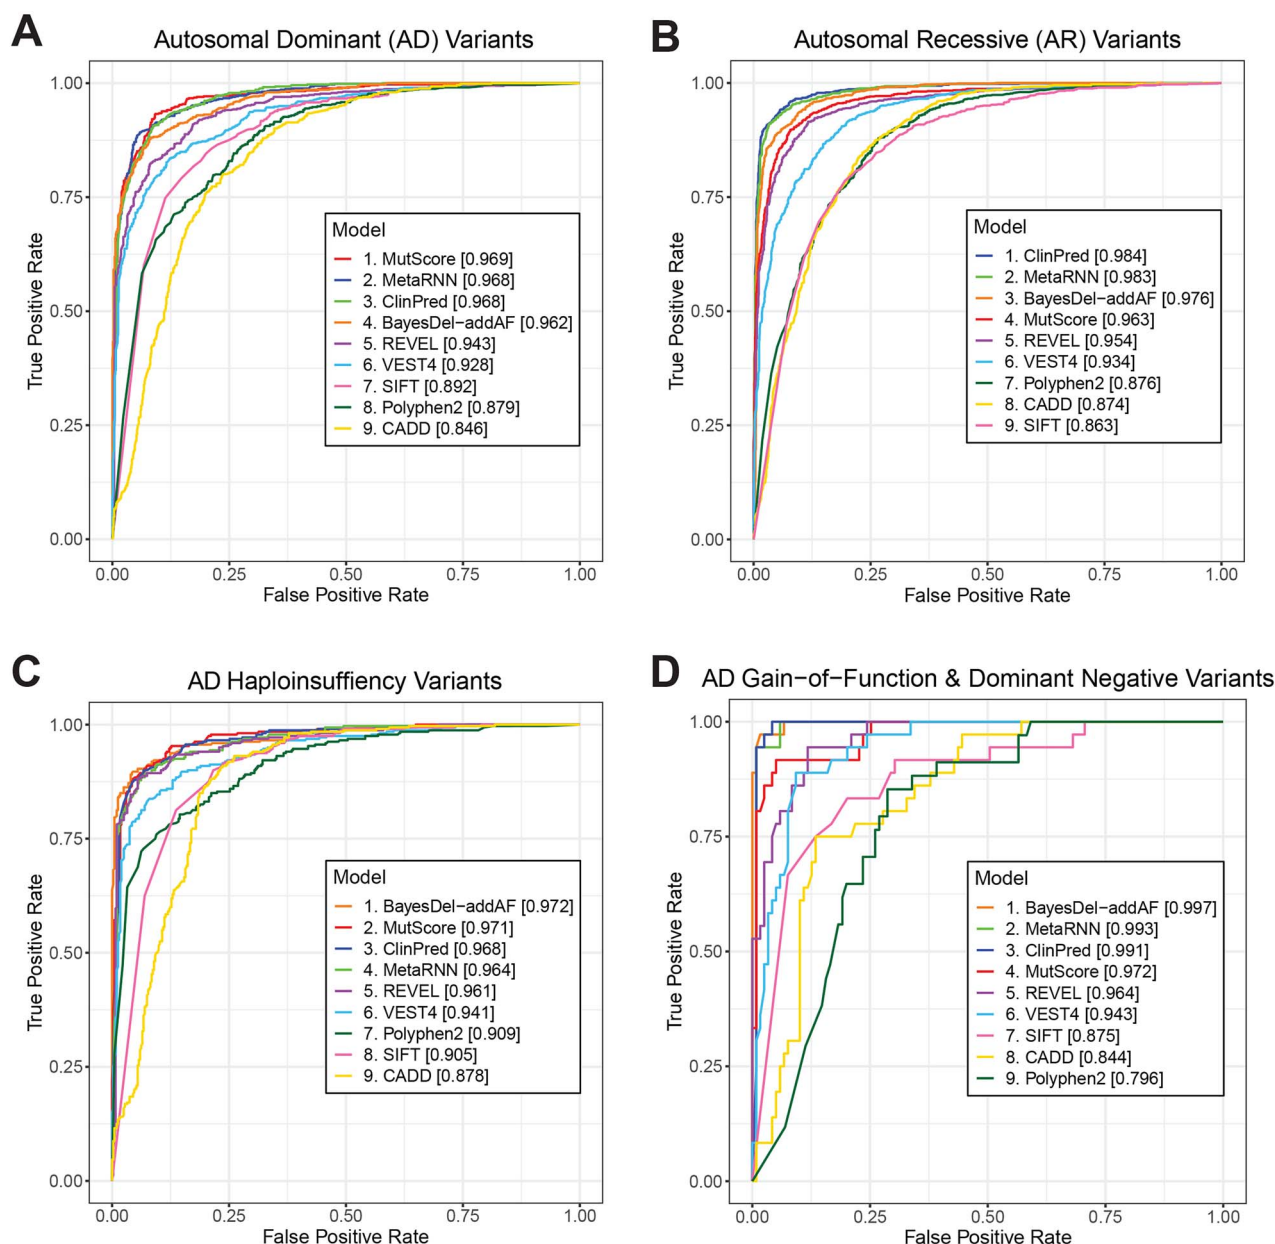 A
Autosomal Dominant (AD) Variants
True Positive Rate
1.00
0.75
0.50
0.25
0.00
Model
1. MutScore [0.969]
2. MetaRNN [0.968]
3. ClinPred [0.968]
4. BayesDel−addAF [0.962]
5. REVEL [0.943]
6. VEST4 [0.928]
7. SIFT [0.892]
8. Polyphen2 [0.879]
9. CADD [0.846]
0.00 0.25 0.50 0.75 1.00
False Positive Rate
B
Autosomal Recessive (AR) Variants
True Positive Rate
1.00
0.75
0.50
0.25
0.00
Model
1. ClinPred [0.984]
2. MetaRNN [0.983]
3. BayesDel−addAF [0.976]
4. MutScore [0.963]
5. REVEL [0.954]
6. VEST4 [0.934]
7. Polyphen2 [0.876]
8. CADD [0.874]
9. SIFT [0.863]
0.00 0.25 0.50 0.75 1.00
False Positive Rate
C
AD Haploinsuffiency Variants
True Positive Rate
1.00
0.75
0.50
0.25
0.00
Model
1. BayesDel−addAF [0.972]
2. MutScore [0.971]
3. ClinPred [0.968]
4. MetaRNN [0.964]
5. REVEL [0.961]
6. VEST4 [0.941]
7. Polyphen2 [0.909]
8. SIFT [0.905]
9. CADD [0.878]
0.00 0.25 0.50 0.75 1.00
False Positive Rate
D
AD Gain−of−Function & Dominant Negative Variants
True Positive Rate
1.00
0.75
0.50
0.25
0.00
Model
1. BayesDel−addAF [0.997]
2. MetaRNN [0.993]
3. ClinPred [0.991]
4. MutScore [0.972]
5. REVEL [0.964]
6. VEST4 [0.943]
7. SIFT [0.875]
8. CADD [0.844]
9. Polyphen2 [0.796]
0.00 0.25 0.50 0.75 1.00
False Positive Rate